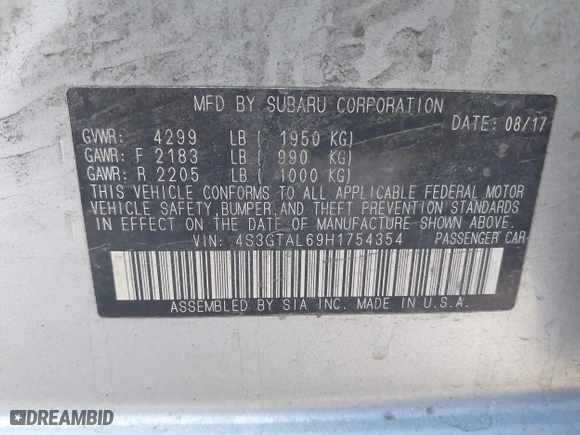 MFD BY SUBARU CORPORATION
DATE: 08/17
GVWR: 4299 LB ( 1950 KG)
GAWR: F 2183 LB ( 990 KG)
GAWR: R 2205 LB ( 1000 KG)
THIS VEHICLE CONFORMS TO ALL APPLICABLE FEDERAL MOTOR
VEHICLE SAFETY, BUMPER, AND THEFT PREVENTION STANDARDS
IN EFFECT ON THE DATE OF MANUFACTURE SHOWN ABOVE.
VIN: 4S3GTAL69H1754354 PASSENGER CAR
ASSEMBLED BY SIA INC. MADE IN U.S.A.
DREAMBID